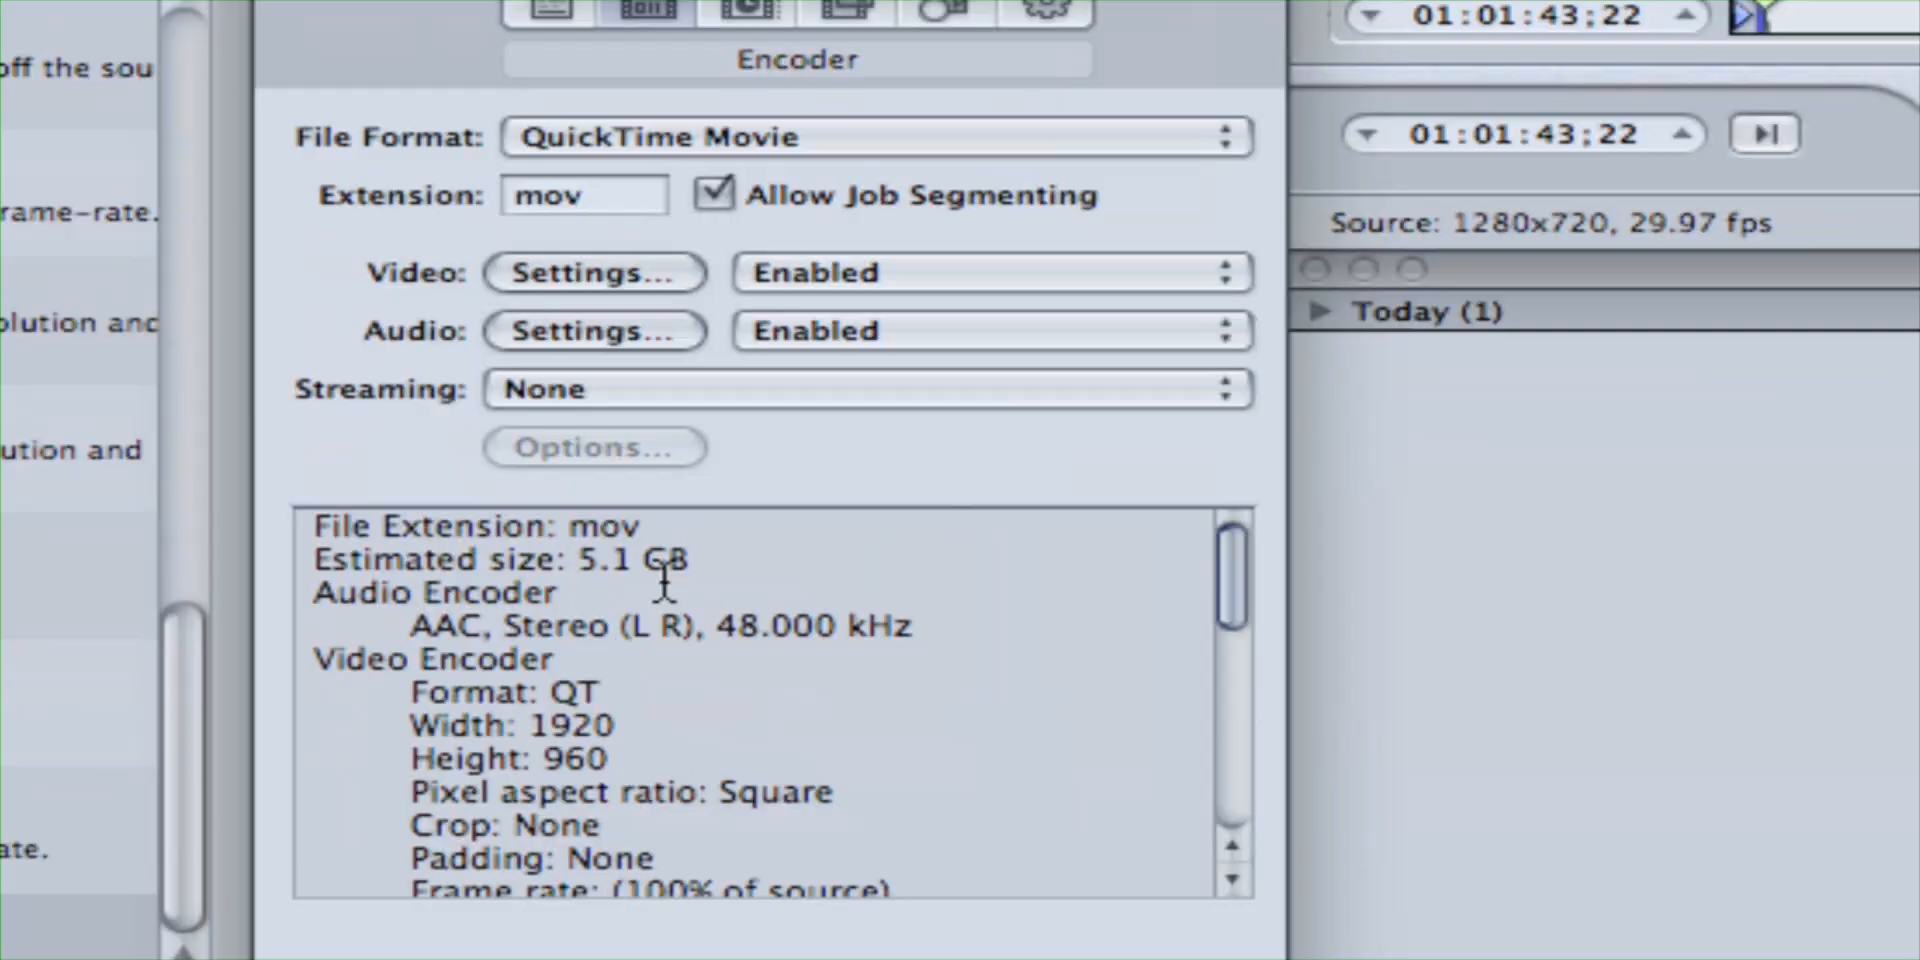 off the sou
rame-rate.
olution and
ution and
ate.
Encoder
File Format: QuickTime Movie
Extension: mov Allow Job Segmenting
Video: Settings... Enabled
Audio: Settings... Enabled
Streaming: None
Options...
File Extension: mov
Estimated size: 5.1 GB
Audio Encoder
AAC, Stereo (L R), 48.000 kHz
Video Encoder
Format: QT
Width: 1920
Height: 960
Pixel aspect ratio: Square
Crop: None
Padding: None
Frame rate: (100% of source)
01:01:43;22
01:01:43;22
Source: 1280x720, 29.97 fps
Today (1)